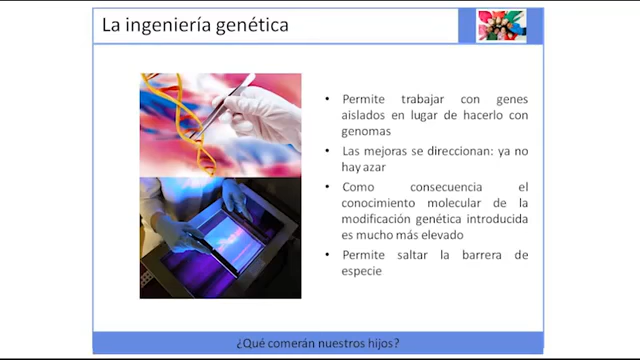 La ingeniería genética
• Permite trabajar con genes
aislados en lugar de hacerlo con
genomas
• Las mejoras se direccionan: ya no
hay azar
• Como consecuencia el
conocimiento molecular de la
modificación genética introducida
es mucho más elevado
• Permite saltar la barrera de
especie
¿Qué comerán nuestros hijos?